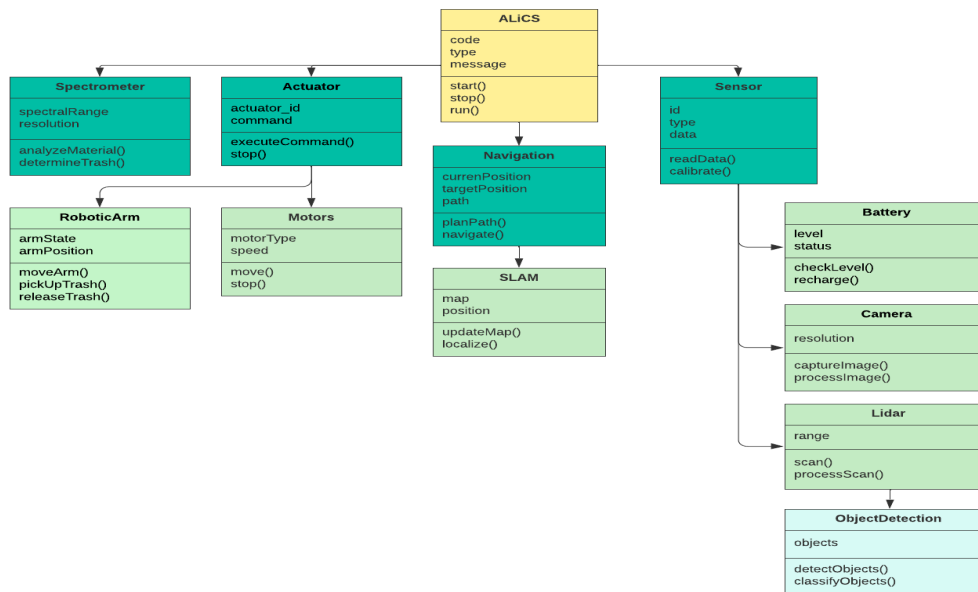 ALiCS
code
type
message
start()
stop()
run()
Spectrometer
spectralRange
resolution
analyzeMaterial()
determineTrash()
Actuator
actuator_id
command
executeCommand()
stop()
Navigation
currenPosition
targetPosition
path
planPath()
navigate()
Sensor
id
type
data
readData()
calibrate()
RoboticArm
armState
armPosition
moveArm()
pickUpTrash()
releaseTrash()
Motors
motorType
speed
move()
stop()
SLAM
map
position
updateMap()
localize()
Battery
level
status
checkLevel()
recharge()
Camera
resolution
captureImage()
processImage()
Lidar
range
scan()
processScan()
ObjectDetection
objects
detectObjects()
classifyObjects()